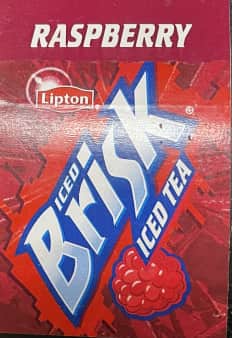 RASPBERRY
Lipton
ICED
Brisk
ICED TEA